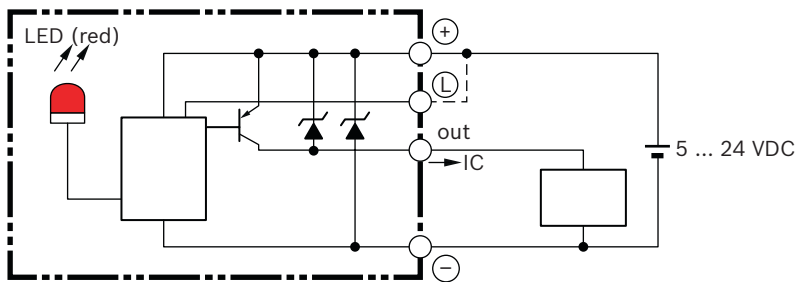 LED (red)
+
L
out
IC
5 ... 24 VDC
−